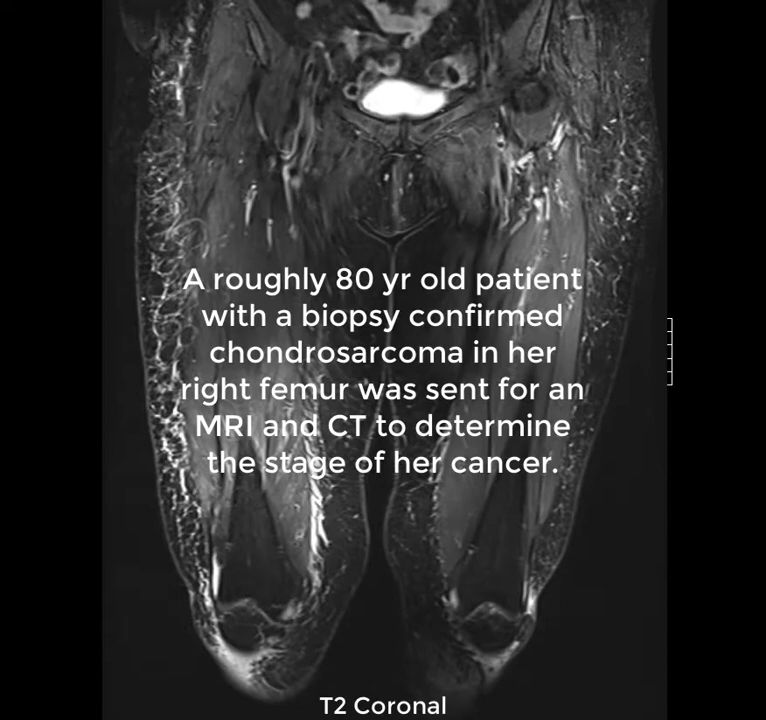 A roughly 80 yr old patient
with a biopsy confirmed
chondrosarcoma in her
right femur was sent for an
MRI and CT to determine
the stage of her cancer.
T2 Coronal